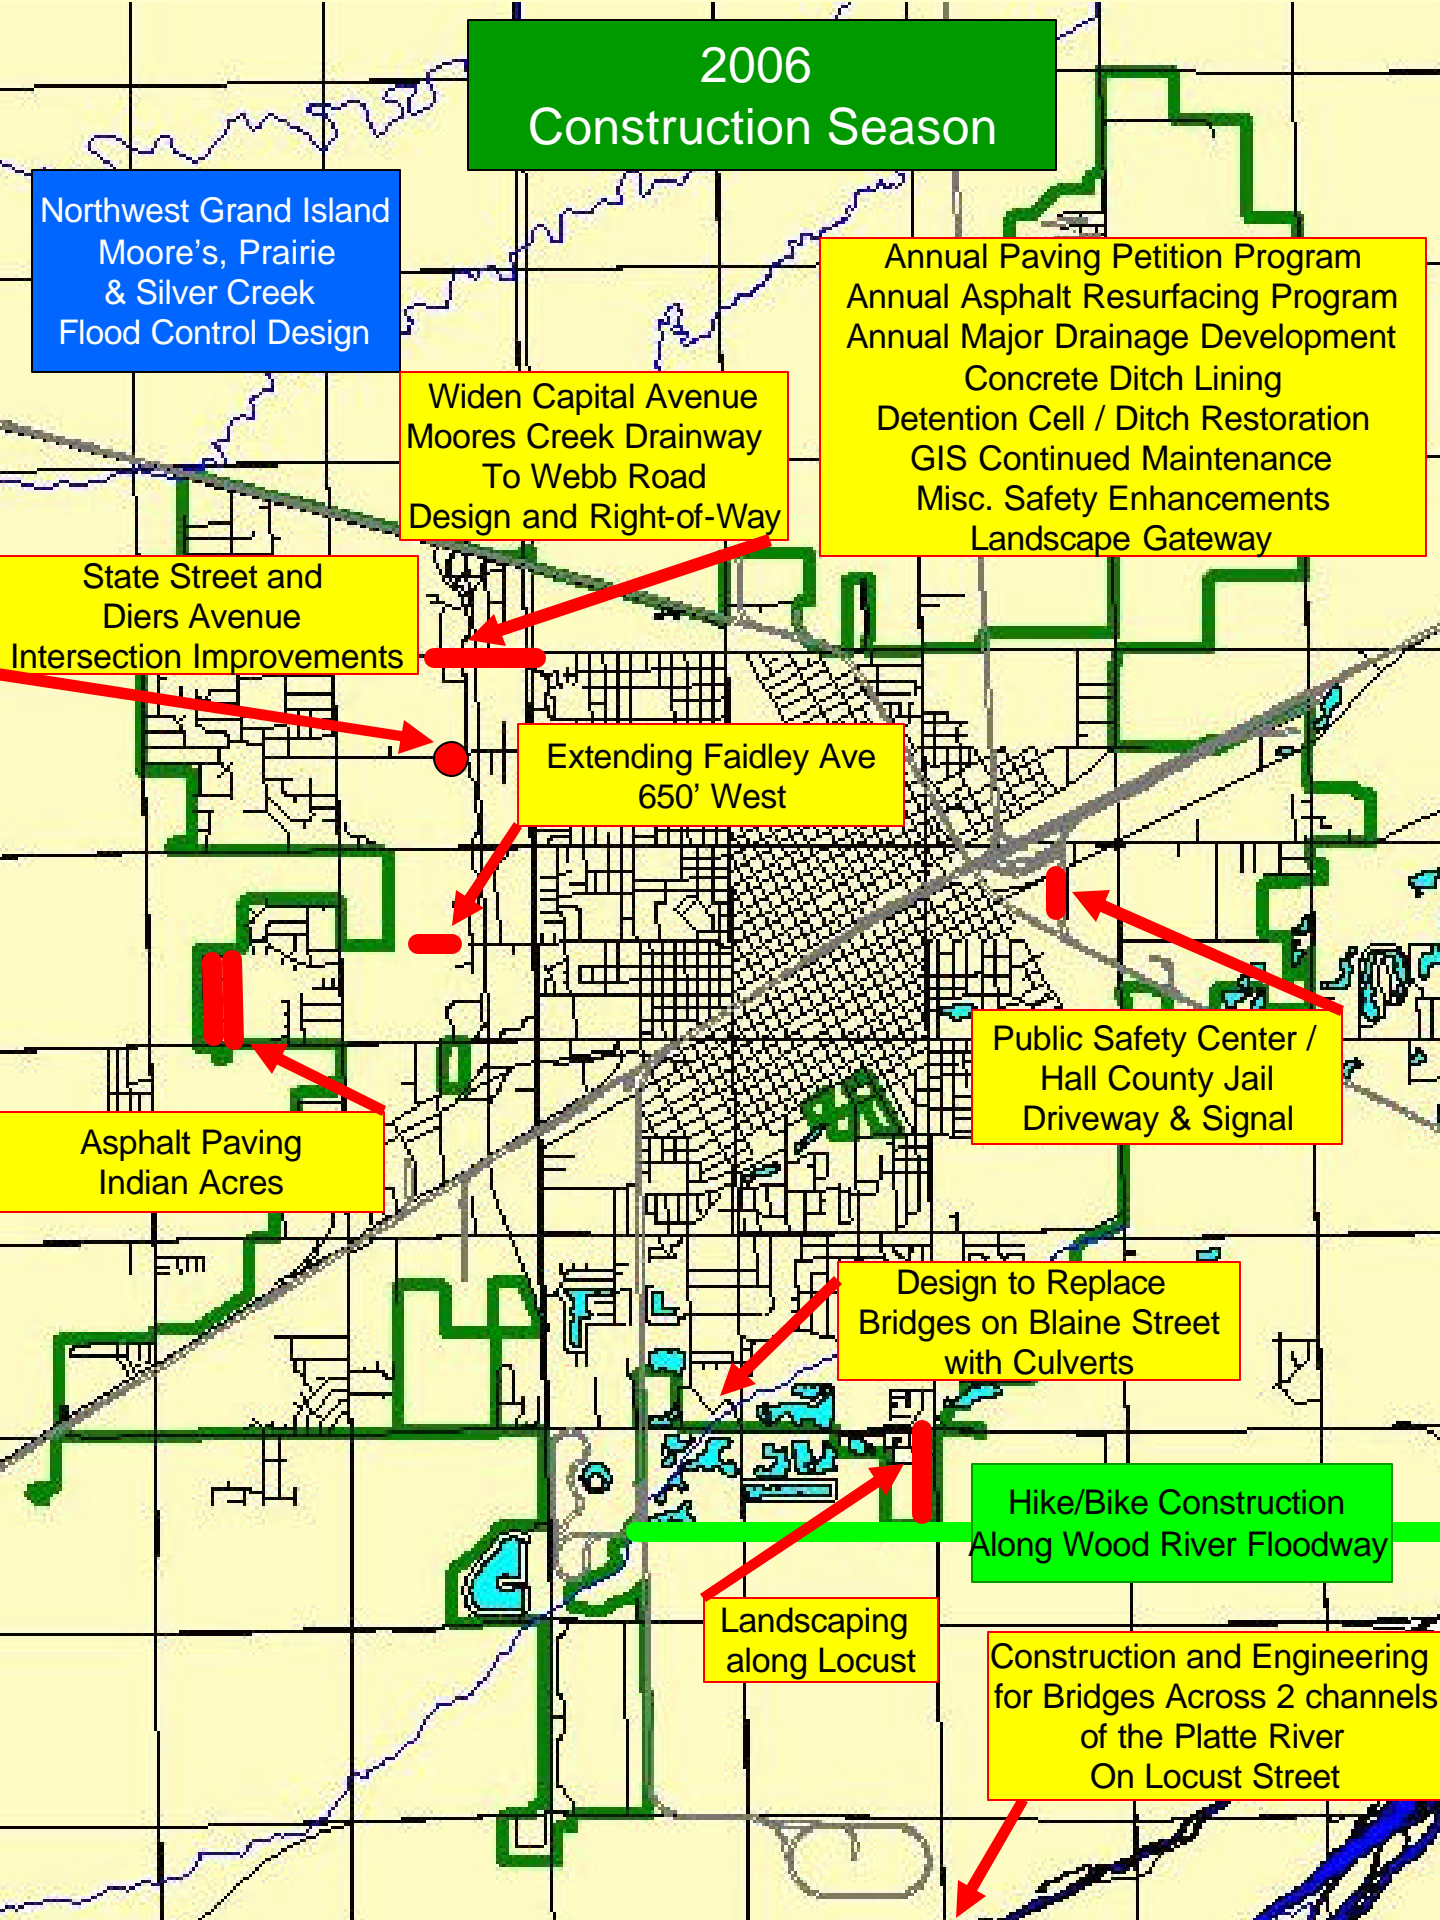 2006
Construction Season
Northwest Grand Island
Moore's, Prairie
& Silver Creek
Flood Control Design
Annual Paving Petition Program
Annual Asphalt Resurfacing Program
Annual Major Drainage Development
Concrete Ditch Lining
Detention Cell / Ditch Restoration
GIS Continued Maintenance
Misc. Safety Enhancements
Landscape Gateway
Widen Capital Avenue
Moores Creek Drainway
To Webb Road
Design and Right-of-Way
State Street and
Diers Avenue
Intersection Improvements
Extending Faidley Ave
650' West
Public Safety Center /
Hall County Jail
Driveway & Signal
Asphalt Paving
Indian Acres
Design to Replace
Bridges on Blaine Street
with Culverts
Hike/Bike Construction
Along Wood River Floodway
Landscaping
along Locust
Construction and Engineering
for Bridges Across 2 channels
of the Platte River
On Locust Street